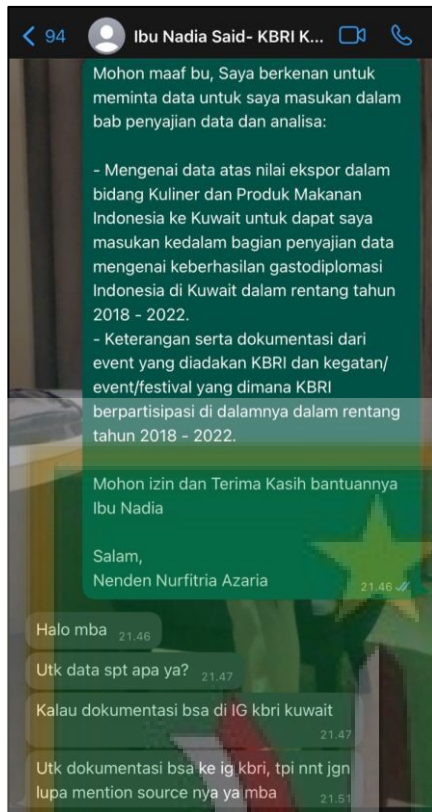 94
Ibu Nadia Said- KBRI K...
Mohon maaf bu, Saya berkenan untuk
meminta data untuk saya masukan dalam
bab penyajian data dan analisa:
- Mengenai data atas nilai ekspor dalam
bidang Kuliner dan Produk Makanan
Indonesia ke Kuwait untuk dapat saya
masukan kedalam bagian penyajian data
mengenai keberhasilan gastodiplomasi
Indonesia di Kuwait dalam rentang tahun
2018 - 2022.
- Keterangan serta dokumentasi dari
event yang diadakan KBRI dan kegatan/
event/festival yang dimana KBRI
berpartisipasi di dalamnya dalam rentang
tahun 2018 - 2022.
Mohon izin dan Terima Kasih bantuannya
Ibu Nadia
Salam,
Nenden Nurfitria Azaria
21.46
Halo mba 21.46
Utk data spt apa ya? 21.47
Kalau dokumentasi bsa di IG kbri kuwait
21.47
Utk dokumentasi bsa ke ig kbri, tpi nnt jgn
lupa mention source nya ya mba 21.51